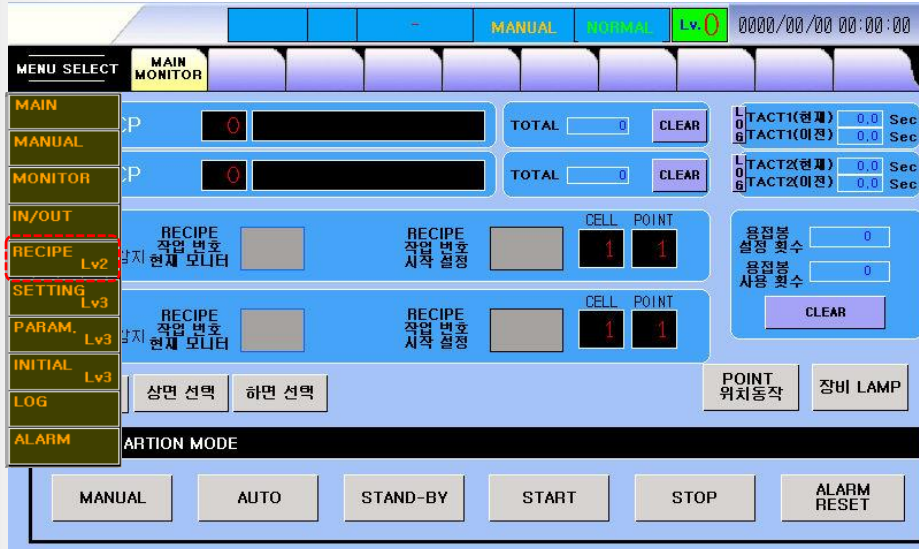 - MANUAL NORMAL Lv.0 0000/00/00 00:00:00
MENU SELECT
MAIN
MONITOR
MAIN
MANUAL
MONITOR
IN/OUT
RECIPE
Lv2
SETTING
Lv3
PARAM.
Lv3
INITIAL
Lv3
LOG
ALARM
CP 0
TOTAL 0 CLEAR
LOG
TACT1(현재) 0.0 Sec
TACT1(이전) 0.0 Sec
CP 0
TOTAL 0 CLEAR
LOG
TACT2(현재) 0.0 Sec
TACT2(이전) 0.0 Sec
감지
RECIPE
작업 번호
현재 모니터
RECIPE
작업 번호
시작 설정
CELL POINT
1 1
용접봉
설정 횟수
0
용접봉
사용 횟수
0
CLEAR
감지
RECIPE
작업 번호
현재 모니터
RECIPE
작업 번호
시작 설정
CELL POINT
1 1
상면 선택
하면 선택
POINT
위치동작
장비 LAMP
ARTION MODE
MANUAL
AUTO
STAND-BY
START
STOP
ALARM
RESET